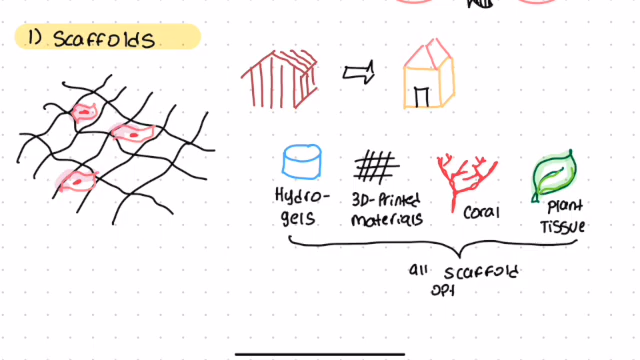 1) Scaffolds
Hydro-
gels
3D-Printed
materials
Coral
Plant
Tissue
all scaffold
opt